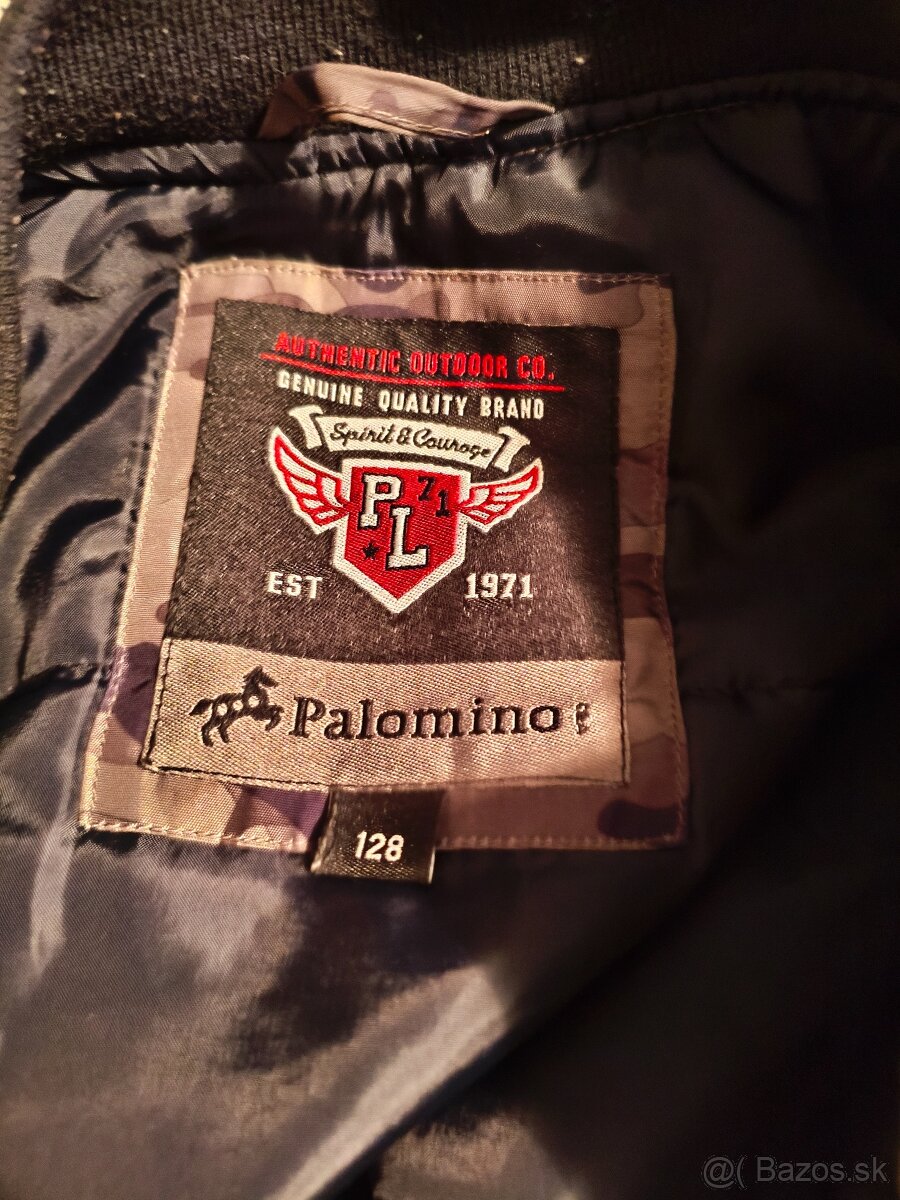 AUTHENTIC OUTDOOR CO.
GENUINE QUALITY BRAND
Spirit & Courage
PL 71
EST 1971
Palomino
128
@( Bazos.sk